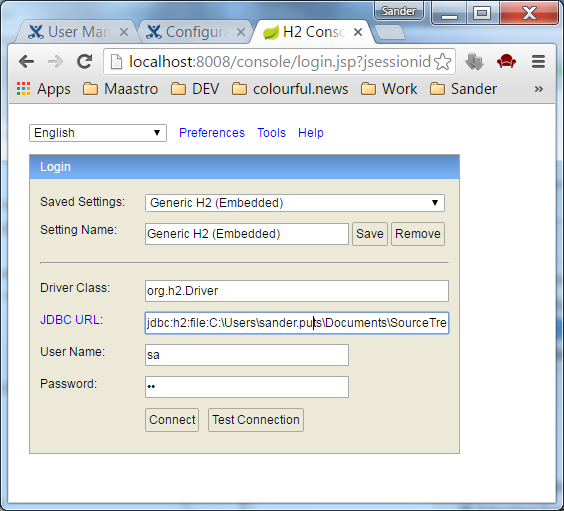 Sander
User Man
Configura
H2 Conso
localhost:8008/console/login.jsp?jsessionid
Apps Maastro DEV colourful.news Work Sander »
English Preferences Tools Help
Login
Saved Settings: Generic H2 (Embedded)
Setting Name: Generic H2 (Embedded) Save Remove
Driver Class: org.h2.Driver
JDBC URL: jdbc:h2:file:C:\Users\sander.puts\Documents\SourceTre
User Name: sa
Password: ••
Connect Test Connection